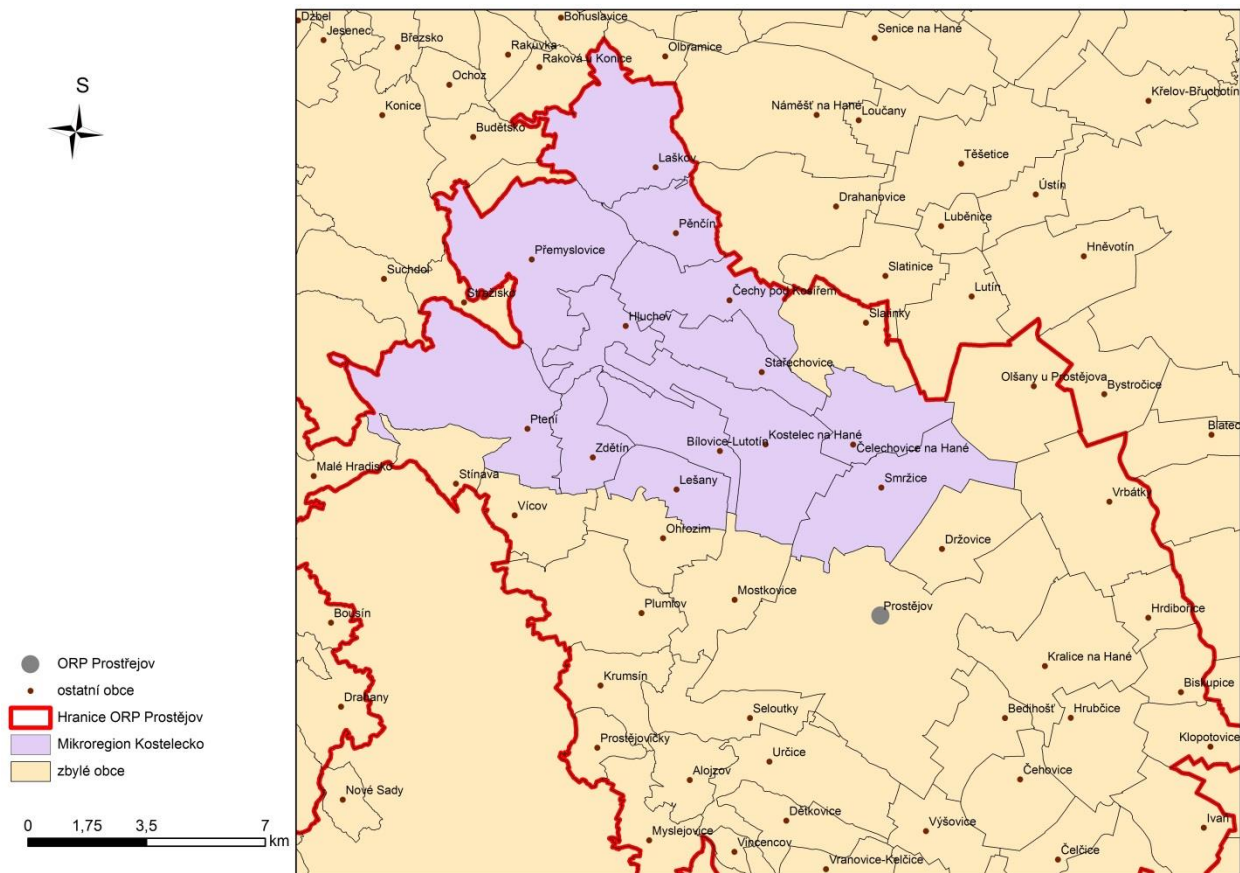 Džbel
Bohuslavice
Jesenec
Březsko
Senice na Hané
Rakůvka
Olbramice
Raková u Konice
Ochoz
S
Křelov-Břuchotín
Konice
Náměšť na Hané
Loučany
Budětsko
Laškov
Těšetice
Ústín
Drahanovice
Luběnice
Pěnčín
Hněvotín
Přemyslovice
Suchdol
Slatinice
Stražisko
Čechy pod Kosířem
Lutín
Hluchov
Slatinky
Stařechovice
Olšany u Prostějova
Bystročice
Ptení
Blatec
Zdětín
Bílovice-Lutotín
Kostelec na Hané
Čelechovice na Hané
Malé Hradisko
Stínava
Lešany
Smržice
Vrbátky
Vícov
Ohrozim
Držovice
Mostkovice
Plumlov
Prostějov
Hrdibořice
Bousín
Kralice na Hané
Krumsín
Biskupice
Drahany
Seloutky
Bedihošť
Hrubčice
Prostějovičky
Klopotovice
Určice
Alojzov
Čehovice
Nové Sady
Dětkovice
Výšovice
Ivaň
Myslejovice
Vincencov
Vranovice-Kelčice
Čelčice
ORP Prostřejov
ostatní obce
Hranice ORP Prostějov
Mikroregion Kostelecko
zbylé obce
0 1,75 3,5 7
km